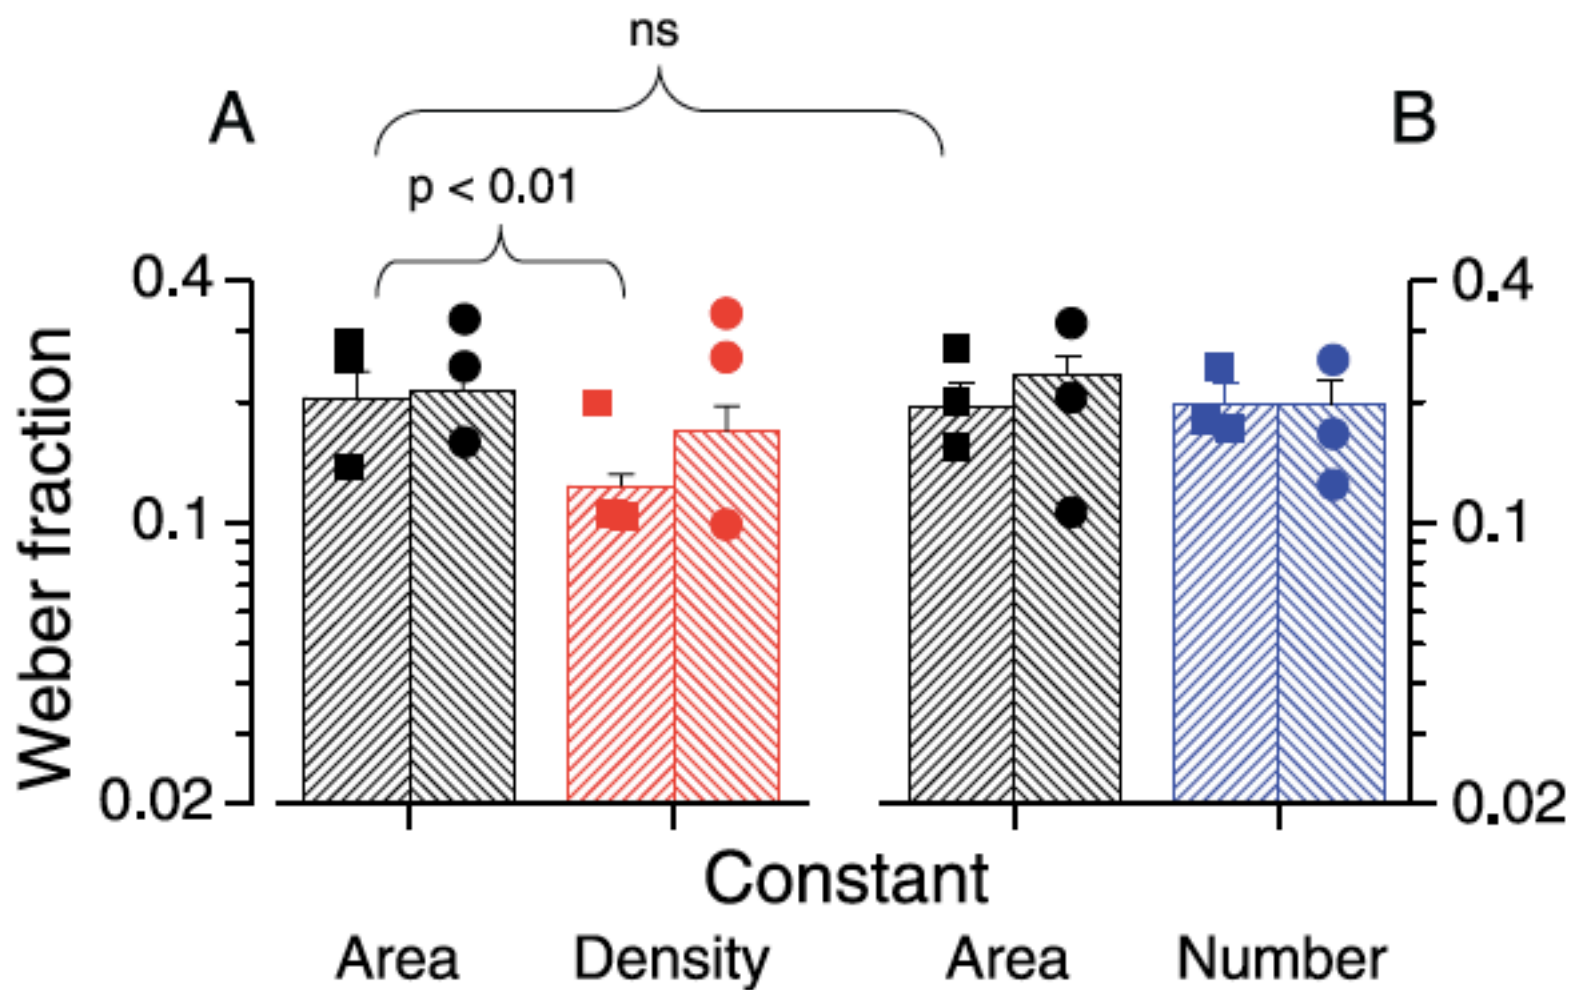 ns
A
B
p < 0.01
0.4
0.4
Weber fraction
0.1
0.1
0.02
0.02
Constant
Area Density Area Number